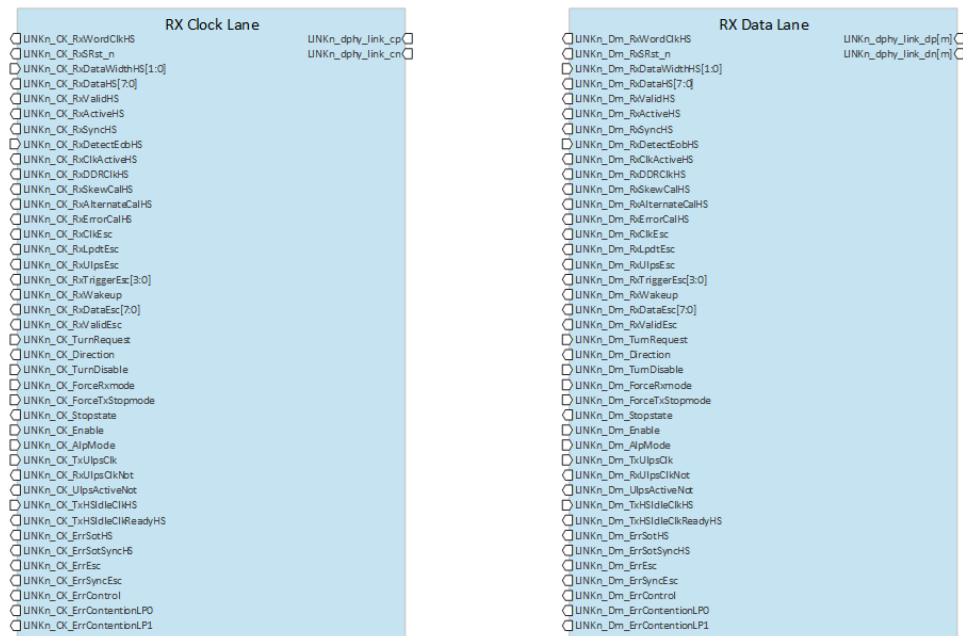 RX Clock Lane
LINKn_CK_RxWordClkHS
LINKn_dphy_link_cp
LINKn_CK_RxSRst_n
LINKn_dphy_link_cn
LINKn_CK_RxDataWidthHS[1:0]
LINKn_CK_RxDataHS[7:0]
LINKn_CK_RxValidHS
LINKn_CK_RxActiveHS
LINKn_CK_RxSyncHS
LINKn_CK_RxDetectEobHS
LINKn_CK_RxClkActiveHS
LINKn_CK_RxDDRClkHS
LINKn_CK_RxSkewCalHS
LINKn_CK_RxAlternateCalHS
LINKn_CK_RxErrorCalHS
LINKn_CK_RxClkEsc
LINKn_CK_RxLpdtEsc
LINKn_CK_RxUlpsEsc
LINKn_CK_RxTriggerEsc[3:0]
LINKn_CK_RxWakeup
LINKn_CK_RxDataEsc[7:0]
LINKn_CK_RxValidEsc
LINKn_CK_TurnRequest
LINKn_CK_Direction
LINKn_CK_TurnDisable
LINKn_CK_ForceRxmode
LINKn_CK_ForceTxStopmode
LINKn_CK_Stopstate
LINKn_CK_Enable
LINKn_CK_AlpMode
LINKn_CK_TxUlpsClk
LINKn_CK_RxUlpsClkNot
LINKn_CK_UlpsActiveNot
LINKn_CK_TxHSIdleClkHS
LINKn_CK_TxHSIdleClkReadyHS
LINKn_CK_ErrSotHS
LINKn_CK_ErrSotSyncHS
LINKn_CK_ErrEsc
LINKn_CK_ErrSyncEsc
LINKn_CK_ErrControl
LINKn_CK_ErrContentionLP0
LINKn_CK_ErrContentionLP1
RX Data Lane
LINKn_Dm_RxWordClkHS
LINKn_dphy_link_dp[m]
LINKn_Dm_RxSRst_n
LINKn_dphy_link_dn[m]
LINKn_Dm_RxDataWidthHS[1:0]
LINKn_Dm_RxDataHS[7:0]
LINKn_Dm_RxValidHS
LINKn_Dm_RxActiveHS
LINKn_Dm_RxSyncHS
LINKn_Dm_RxDetectEobHS
LINKn_Dm_RxClkActiveHS
LINKn_Dm_RxDDRClkHS
LINKn_Dm_RxSkewCalHS
LINKn_Dm_RxAlternateCalHS
LINKn_Dm_RxErrorCalHS
LINKn_Dm_RxClkEsc
LINKn_Dm_RxLpdtEsc
LINKn_Dm_RxUlpsEsc
LINKn_Dm_RxTriggerEsc[3:0]
LINKn_Dm_RxWakeup
LINKn_Dm_RxDataEsc[7:0]
LINKn_Dm_RxValidEsc
LINKn_Dm_TurnRequest
LINKn_Dm_Direction
LINKn_Dm_TurnDisable
LINKn_Dm_ForceRxmode
LINKn_Dm_ForceTxStopmode
LINKn_Dm_Stopstate
LINKn_Dm_Enable
LINKn_Dm_AlpMode
LINKn_Dm_TxUlpsClk
LINKn_Dm_RxUlpsClkNot
LINKn_Dm_UlpsActiveNot
LINKn_Dm_TxHSIdleClkHS
LINKn_Dm_TxHSIdleClkReadyHS
LINKn_Dm_ErrSotHS
LINKn_Dm_ErrSotSyncHS
LINKn_Dm_ErrEsc
LINKn_Dm_ErrSyncEsc
LINKn_Dm_ErrControl
LINKn_Dm_ErrContentionLP0
LINKn_Dm_ErrContentionLP1